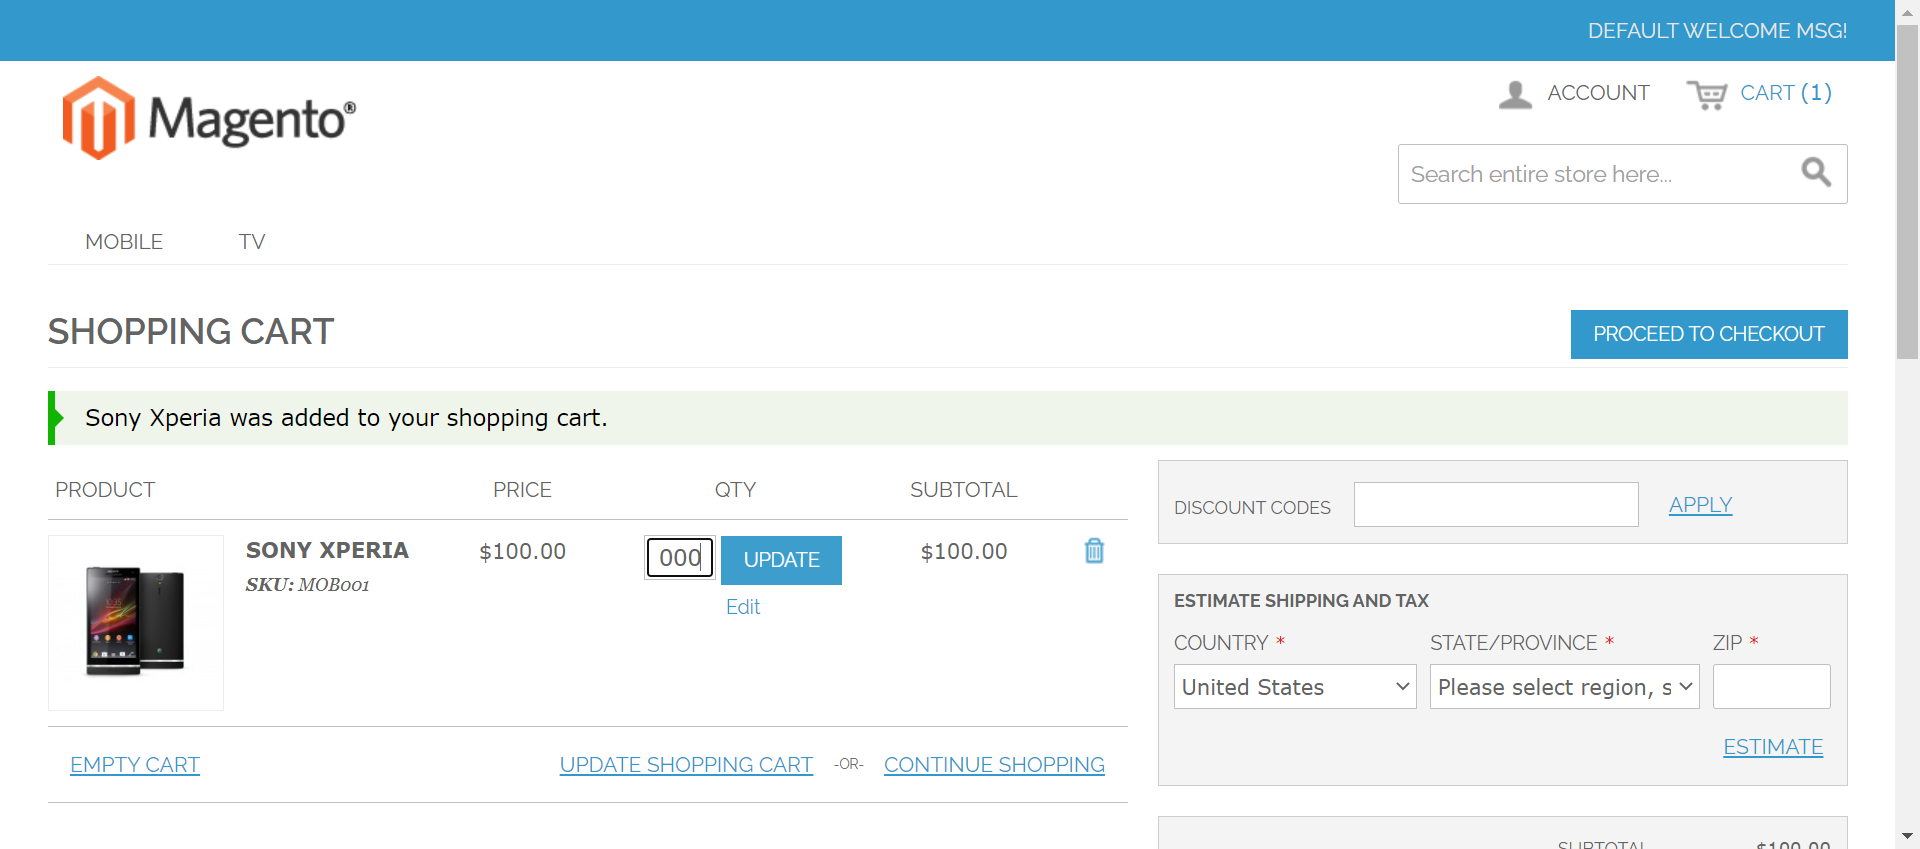 DEFAULT WELCOME MSG!
Magento®
ACCOUNT
CART (1)
Search entire store here...
MOBILE
TV
SHOPPING CART
PROCEED TO CHECKOUT
Sony Xperia was added to your shopping cart.
PRODUCT PRICE QTY SUBTOTAL
SONY XPERIA $100.00 000 UPDATE $100.00
SKU: MOB001
Edit
EMPTY CART UPDATE SHOPPING CART -OR- CONTINUE SHOPPING
DISCOUNT CODES APPLY
ESTIMATE SHIPPING AND TAX
COUNTRY * STATE/PROVINCE * ZIP *
United States Please select region, s
ESTIMATE
SUBTOTAL $100.00